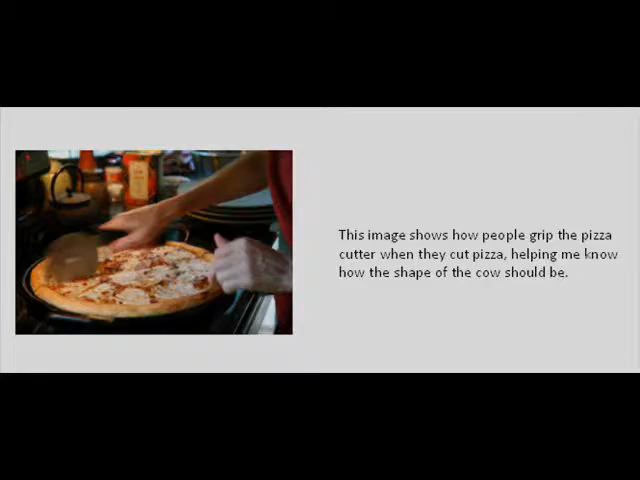 This image shows how people grip the pizza
cutter when they cut pizza, helping me know
how the shape of the cow should be.